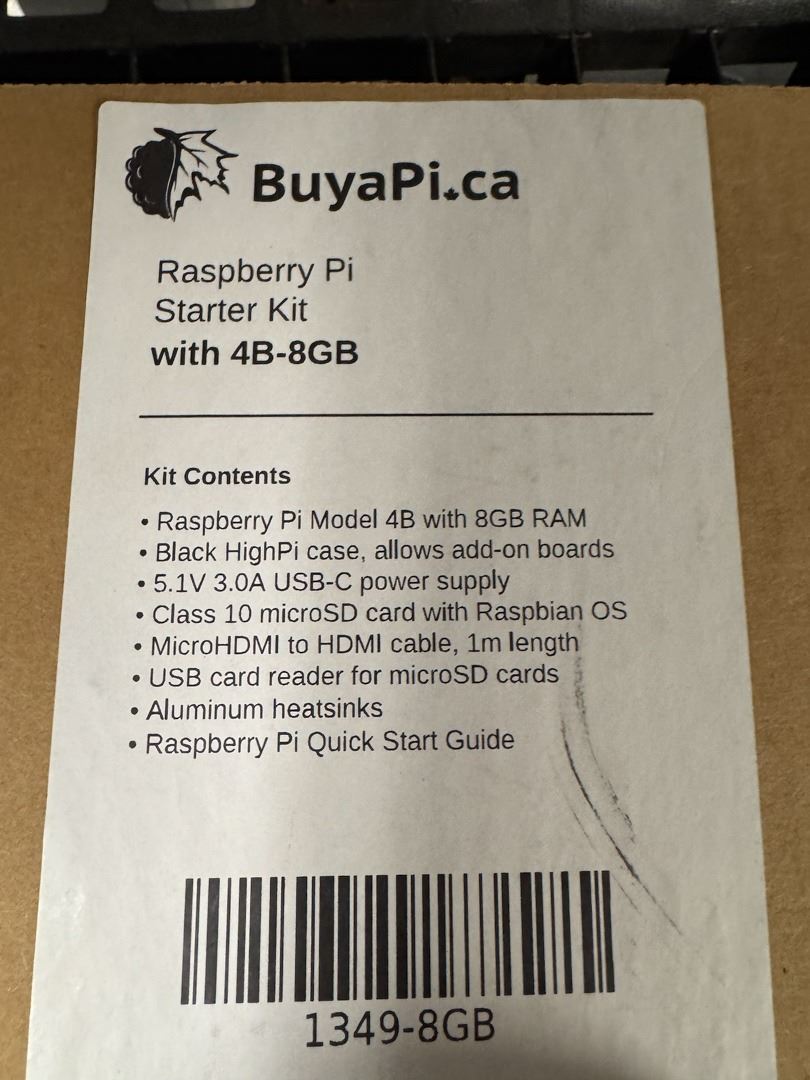 BuyaPi.ca
Raspberry Pi
Starter Kit
with 4B-8GB
Kit Contents
• Raspberry Pi Model 4B with 8GB RAM
• Black HighPi case, allows add-on boards
• 5.1V 3.0A USB-C power supply
• Class 10 microSD card with Raspbian OS
• MicroHDMI to HDMI cable, 1m length
• USB card reader for microSD cards
• Aluminum heatsinks
• Raspberry Pi Quick Start Guide
1349-8GB